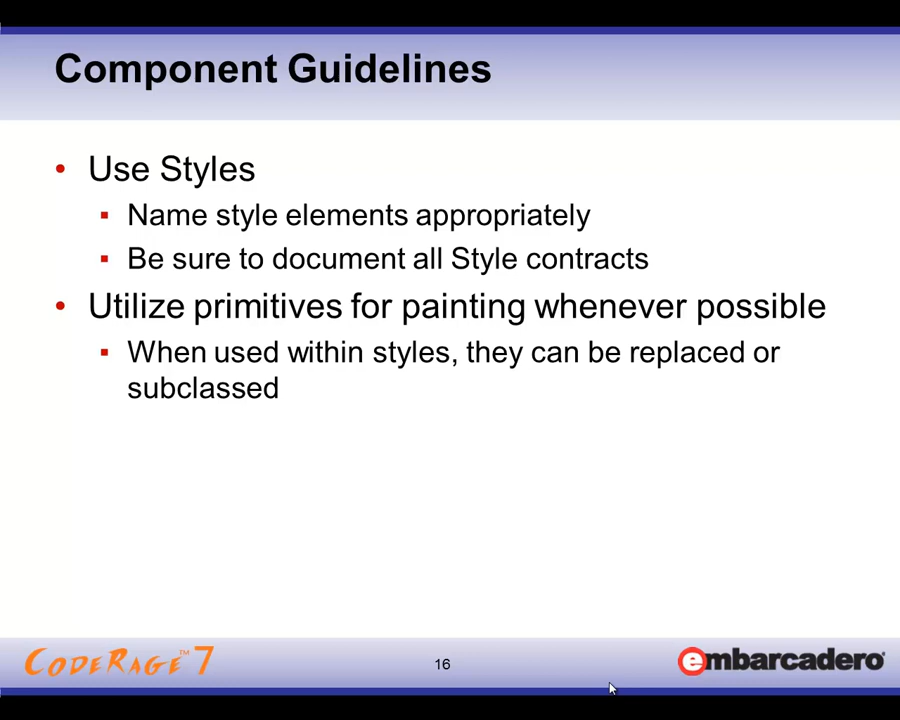 Component Guidelines
• Use Styles
▪ Name style elements appropriately
▪ Be sure to document all Style contracts
• Utilize primitives for painting whenever possible
▪ When used within styles, they can be replaced or
subclassed
CodeRage™ 7
16
embarcadero®